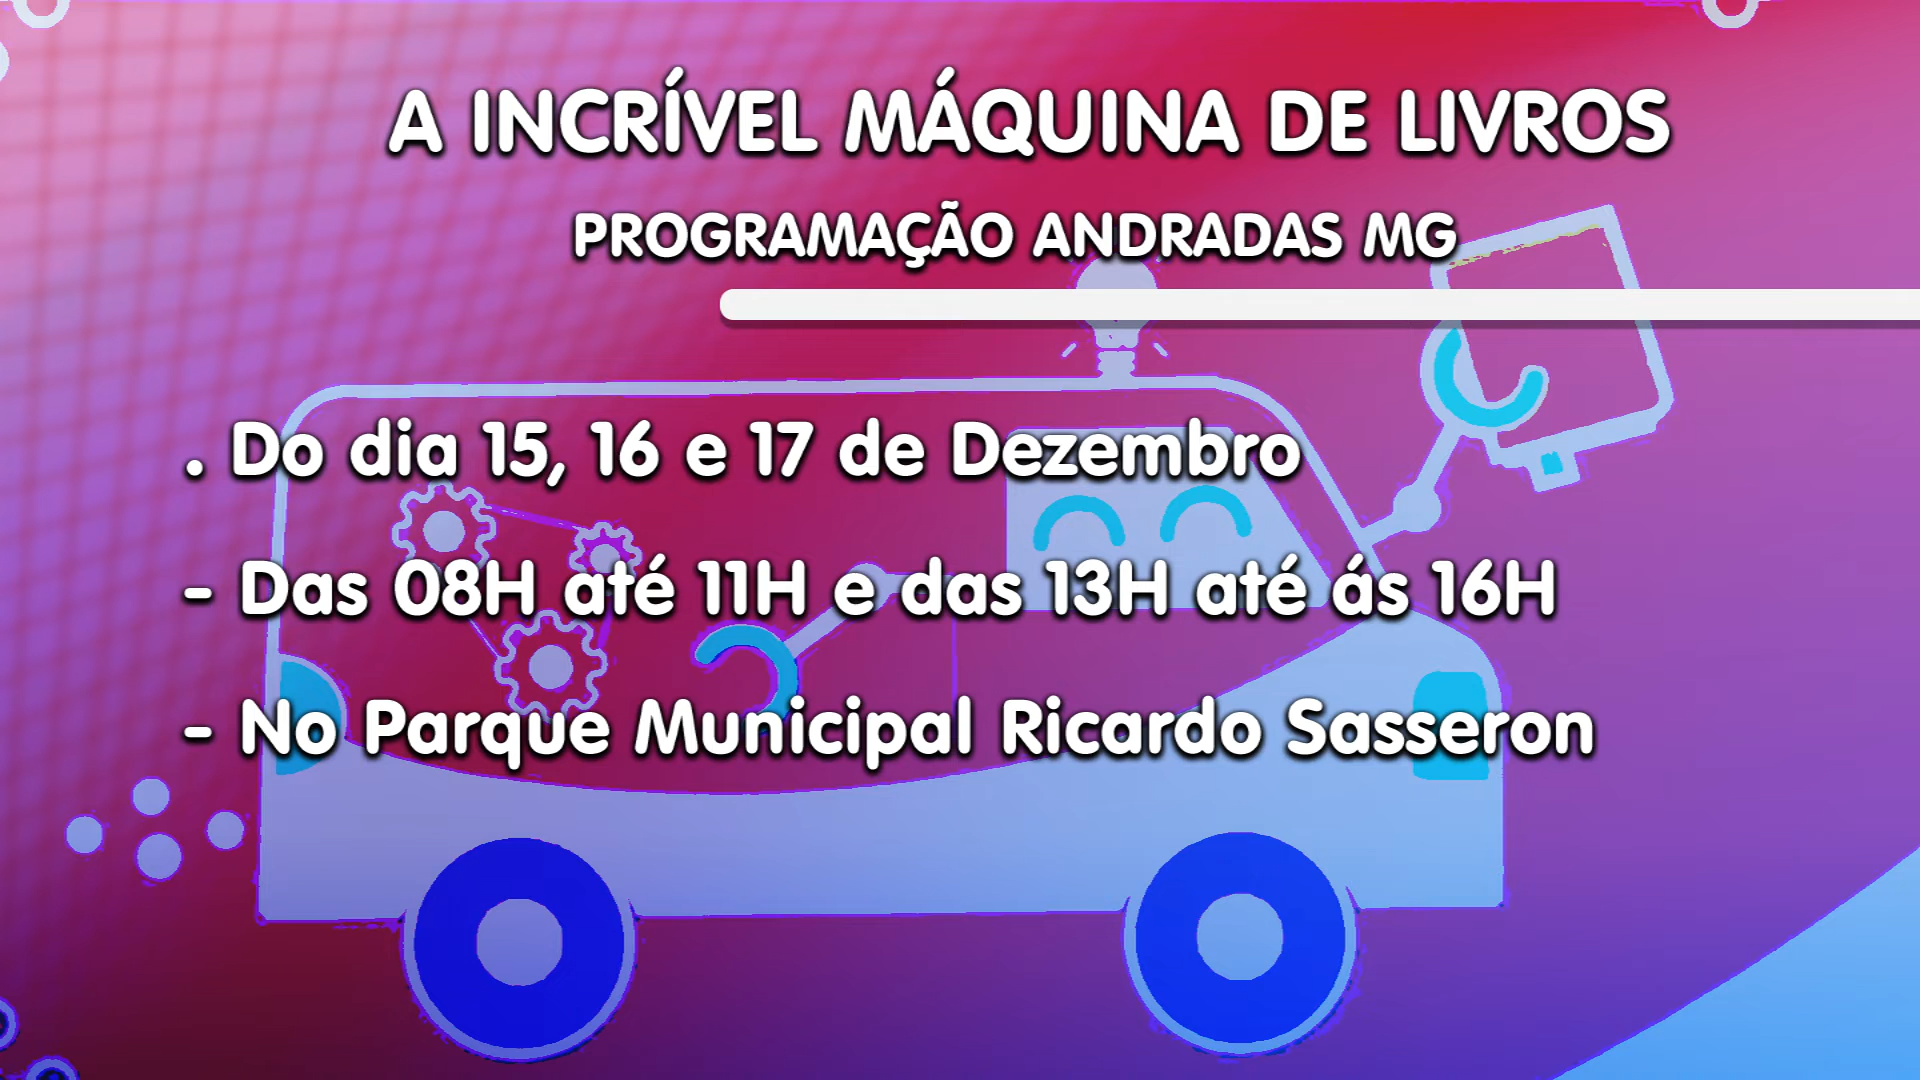 A INCRÍVEL MÁQUINA DE LIVROS
PROGRAMAÇÃO ANDRADAS MG
. Do dia 15, 16 e 17 de Dezembro
- Das 08H até 11H e das 13H até ás 16H
- No Parque Municipal Ricardo Sasseron